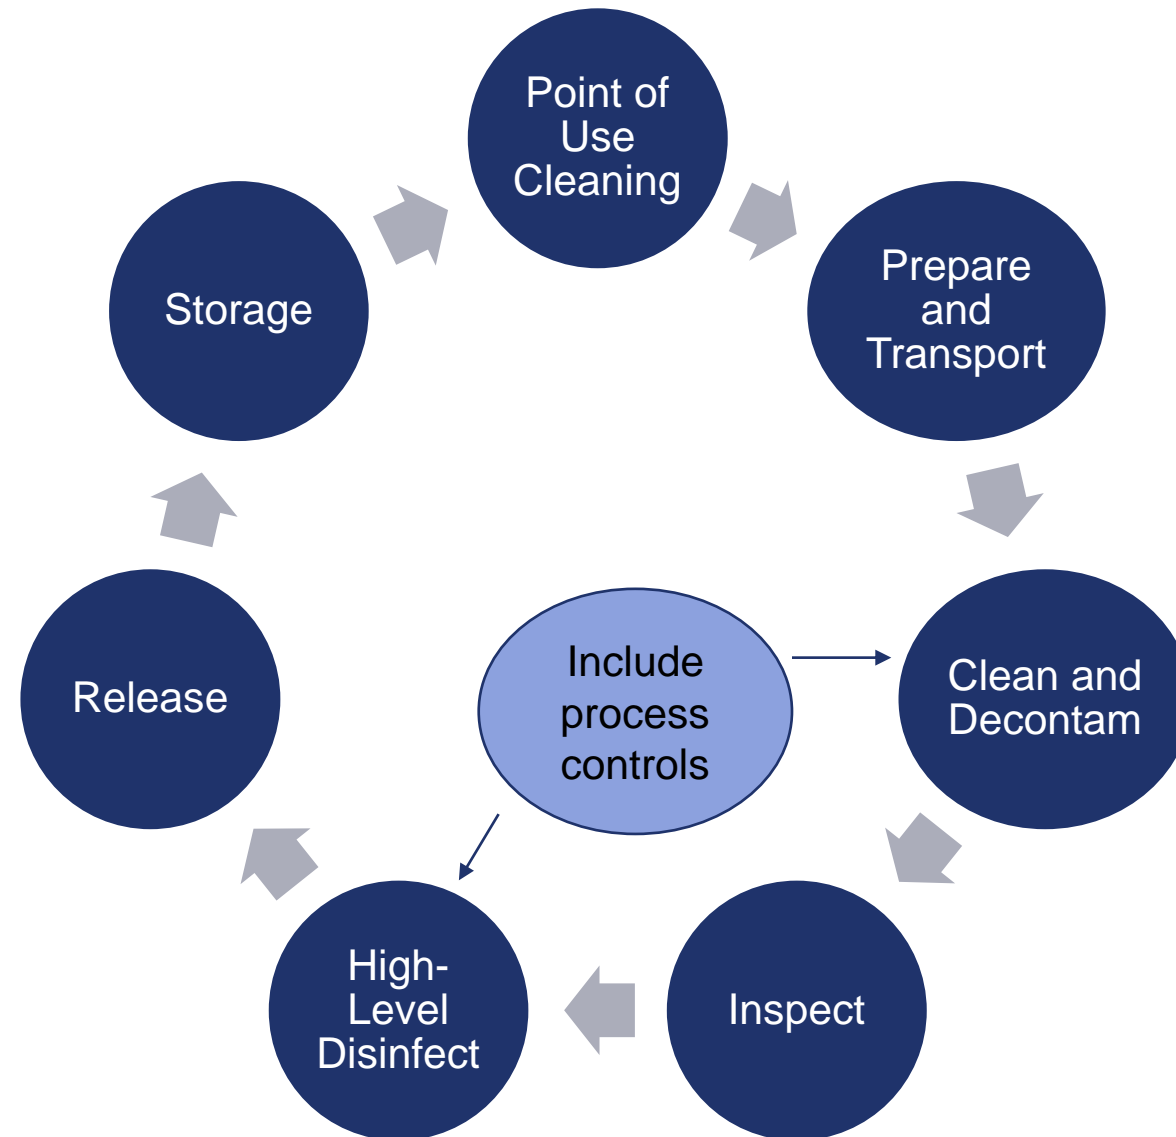 Point of
Use
Cleaning
Prepare
and
Transport
Clean and
Decontam
Inspect
High-
Level
Disinfect
Release
Storage
Include
process
controls